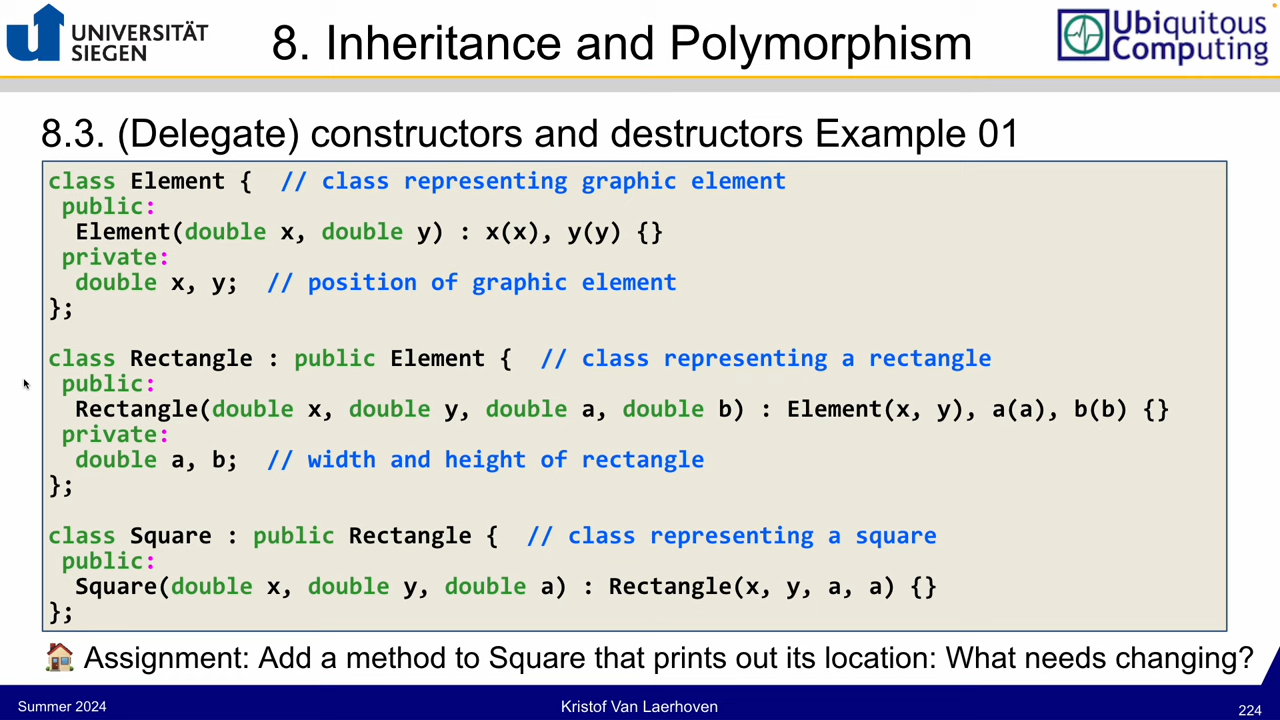 UNIVERSITÄT
SIEGEN
8. Inheritance and Polymorphism
Ubiquitous
Computing
8.3. (Delegate) constructors and destructors Example 01
class Element {  // class representing graphic element
 public:
  Element(double x, double y) : x(x), y(y) {}
 private:
  double x, y;  // position of graphic element
};
class Rectangle : public Element {  // class representing a rectangle
 public:
  Rectangle(double x, double y, double a, double b) : Element(x, y), a(a), b(b) {}
 private:
  double a, b;  // width and height of rectangle
};
class Square : public Rectangle {  // class representing a square
 public:
  Square(double x, double y, double a) : Rectangle(x, y, a, a) {}
};
🏠 Assignment: Add a method to Square that prints out its location: What needs changing?
Summer 2024
Kristof Van Laerhoven
224